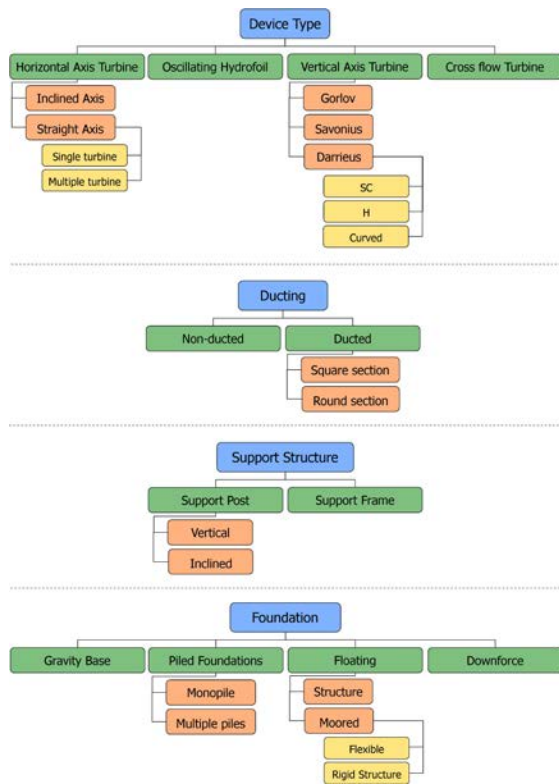 Device Type
Horizontal Axis Turbine
Oscillating Hydrofoil
Vertical Axis Turbine
Cross flow Turbine
Inclined Axis
Straight Axis
Single turbine
Multiple turbine
Gorlov
Savonius
Darrieus
SC
H
Curved
Ducting
Non-ducted
Ducted
Square section
Round section
Support Structure
Support Post
Support Frame
Vertical
Inclined
Foundation
Gravity Base
Piled Foundations
Floating
Downforce
Monopile
Multiple piles
Structure
Moored
Flexible
Rigid Structure